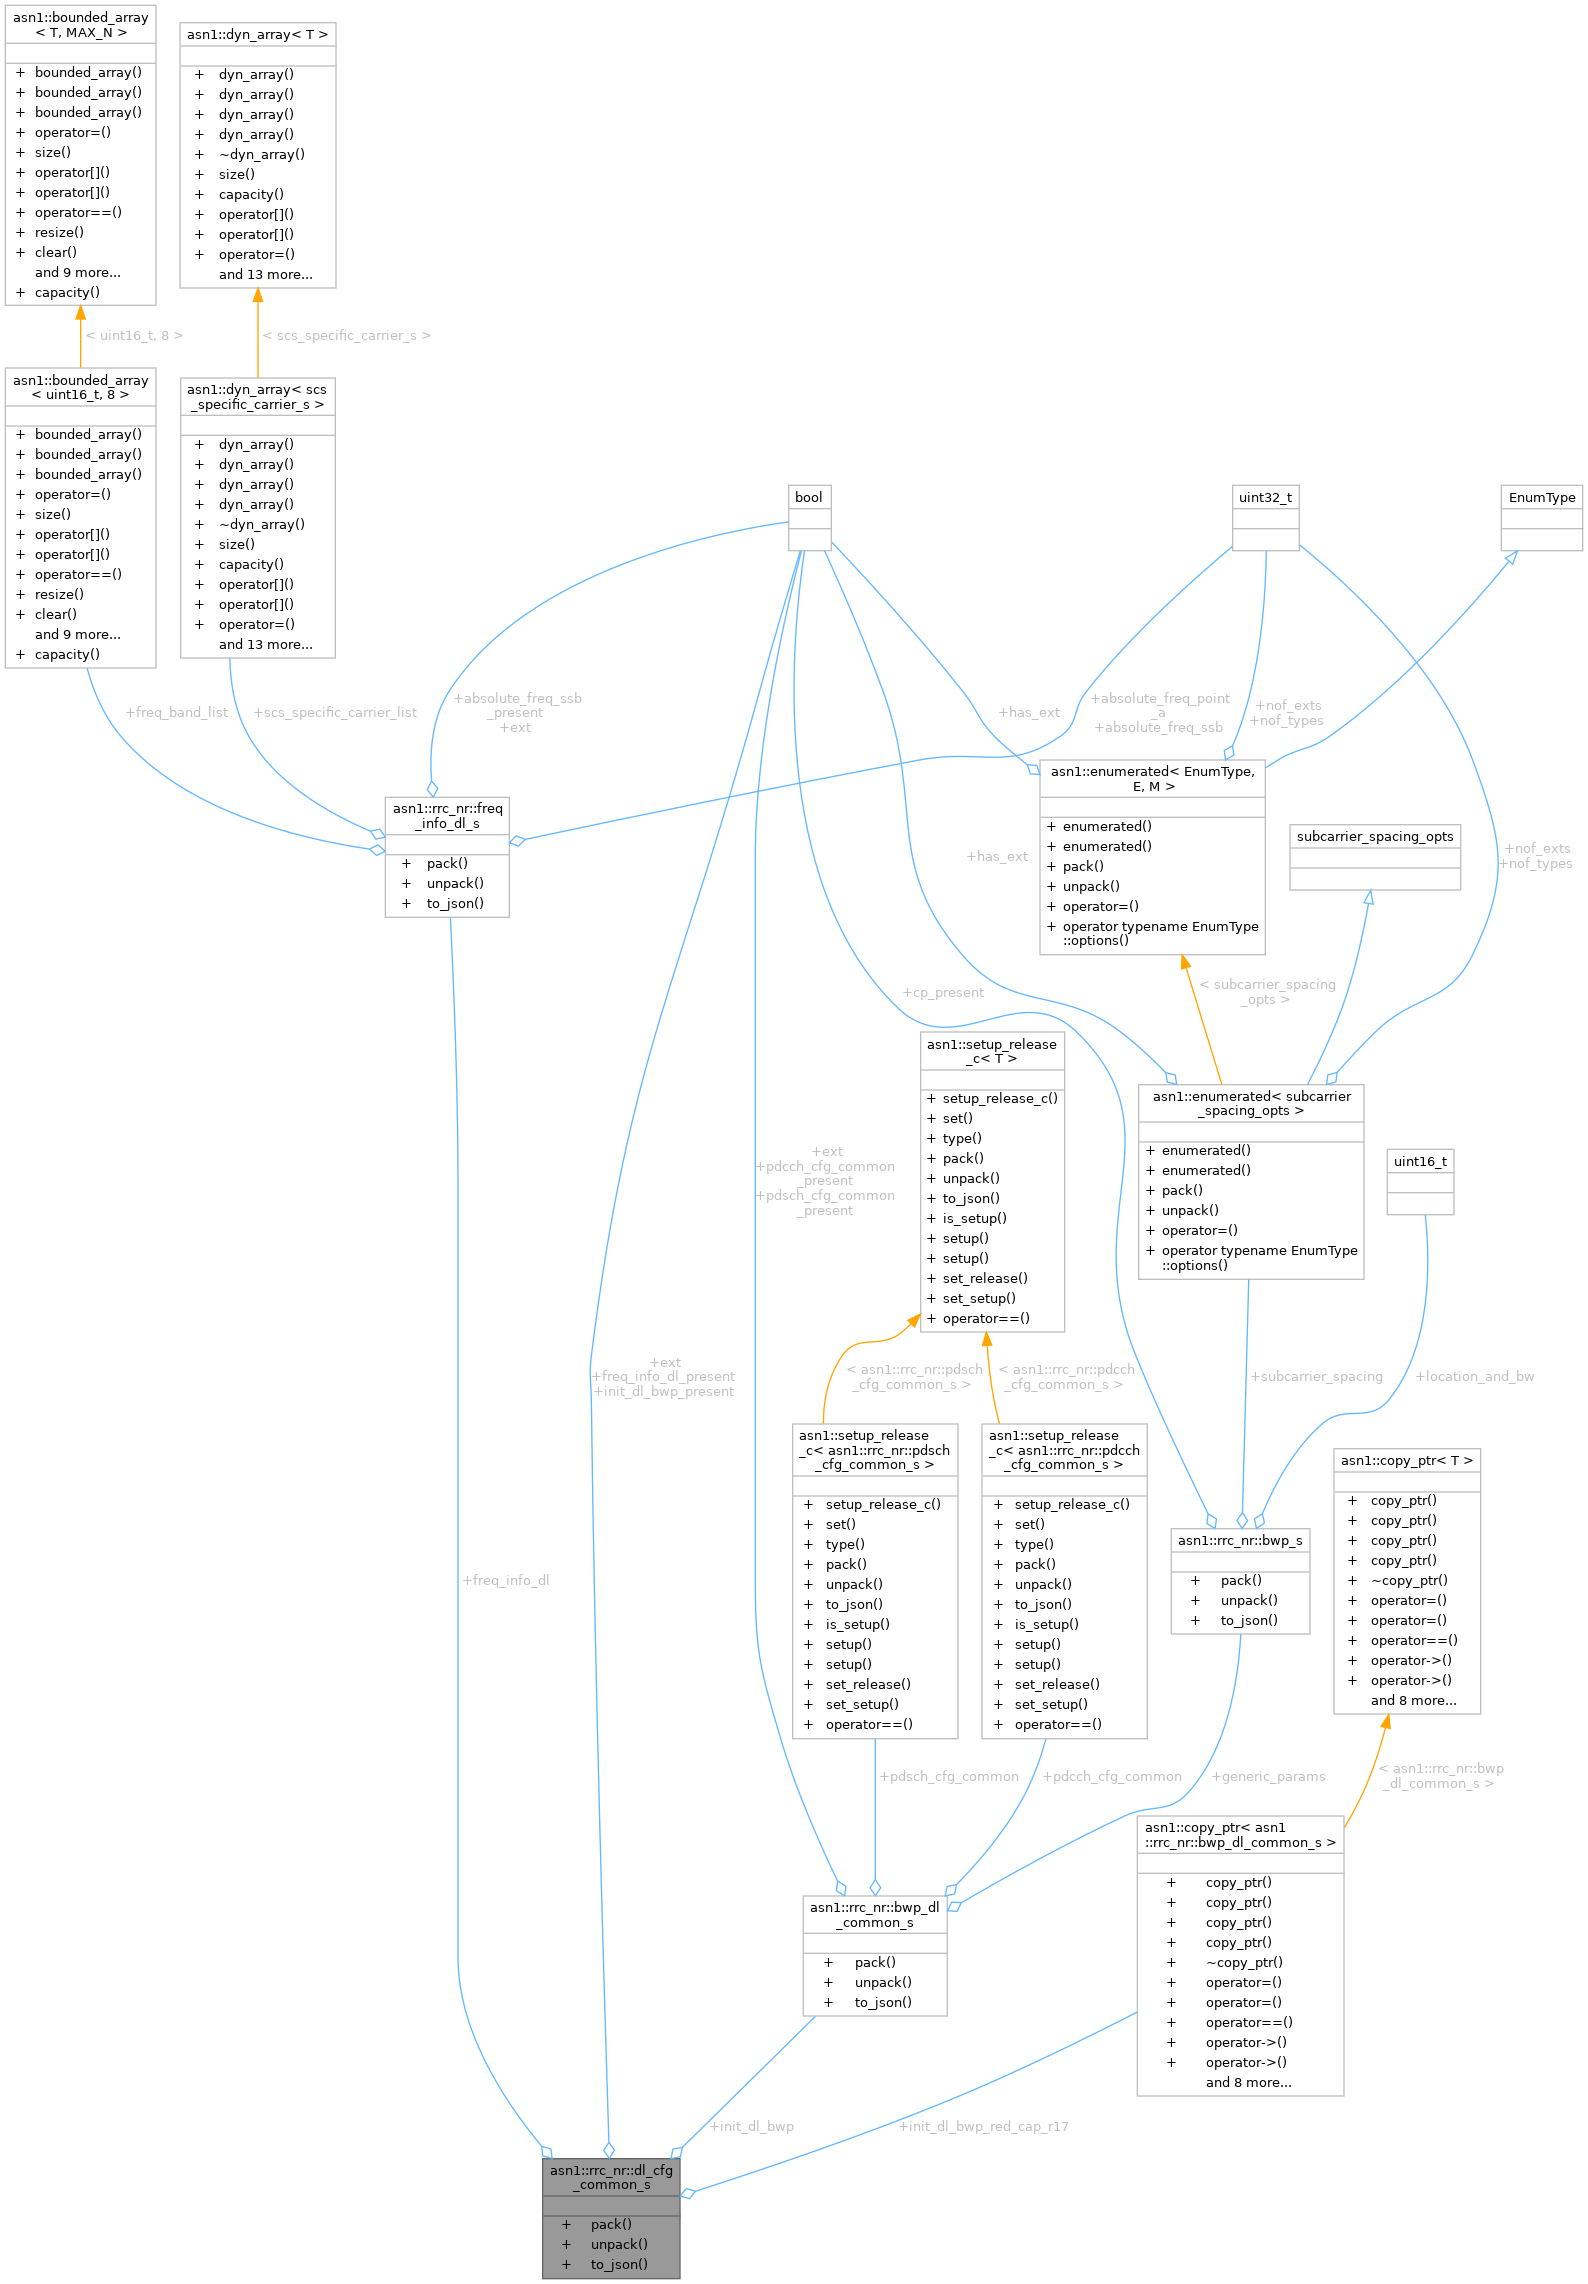 asn1::bounded_array
< T, MAX_N >
+ bounded_array()
+ bounded_array()
+ bounded_array()
+ operator=()
+ size()
+ operator[]()
+ operator[]()
+ operator==()
+ resize()
+ clear()
and 9 more...
+ capacity()
asn1::dyn_array< T >
+ dyn_array()
+ dyn_array()
+ dyn_array()
+ dyn_array()
+ ~dyn_array()
+ size()
+ capacity()
+ operator[]()
+ operator[]()
+ operator=()
and 13 more...
< uint16_t, 8 >
< scs_specific_carrier_s >
asn1::bounded_array
< uint16_t, 8 >
+ bounded_array()
+ bounded_array()
+ bounded_array()
+ operator=()
+ size()
+ operator[]()
+ operator[]()
+ operator==()
+ resize()
+ clear()
and 9 more...
+ capacity()
asn1::dyn_array< scs
_specific_carrier_s >
+ dyn_array()
+ dyn_array()
+ dyn_array()
+ dyn_array()
+ ~dyn_array()
+ size()
+ capacity()
+ operator[]()
+ operator[]()
+ operator=()
and 13 more...
bool
uint32_t
EnumType
+freq_band_list
+scs_specific_carrier_list
+absolute_freq_ssb
_present
+ext
+has_ext
+absolute_freq_point
_a
+absolute_freq_ssb
+nof_exts
+nof_types
asn1::rrc_nr::freq
_info_dl_s
+ pack()
+ unpack()
+ to_json()
asn1::enumerated< EnumType,
E, M >
+ enumerated()
+ enumerated()
+ pack()
+ unpack()
+ operator=()
+ operator typename EnumType
::options()
subcarrier_spacing_opts
+has_ext
+nof_exts
+nof_types
+cp_present
< subcarrier_spacing
_opts >
asn1::setup_release
_c< T >
+ setup_release_c()
+ set()
+ type()
+ pack()
+ unpack()
+ to_json()
+ is_setup()
+ setup()
+ setup()
+ set_release()
+ set_setup()
+ operator==()
asn1::enumerated< subcarrier
_spacing_opts >
+ enumerated()
+ enumerated()
+ pack()
+ unpack()
+ operator=()
+ operator typename EnumType
::options()
uint16_t
+ext
+pdcch_cfg_common
_present
+pdsch_cfg_common
_present
+ext
+freq_info_dl_present
+init_dl_bwp_present
< asn1::rrc_nr::pdsch
_cfg_common_s >
< asn1::rrc_nr::pdcch
_cfg_common_s >
+subcarrier_spacing
+location_and_bw
asn1::setup_release
_c< asn1::rrc_nr::pdsch
_cfg_common_s >
+ setup_release_c()
+ set()
+ type()
+ pack()
+ unpack()
+ to_json()
+ is_setup()
+ setup()
+ setup()
+ set_release()
+ set_setup()
+ operator==()
asn1::setup_release
_c< asn1::rrc_nr::pdcch
_cfg_common_s >
+ setup_release_c()
+ set()
+ type()
+ pack()
+ unpack()
+ to_json()
+ is_setup()
+ setup()
+ setup()
+ set_release()
+ set_setup()
+ operator==()
asn1::rrc_nr::bwp_s
+ pack()
+ unpack()
+ to_json()
asn1::copy_ptr< T >
+ copy_ptr()
+ copy_ptr()
+ copy_ptr()
+ copy_ptr()
+ ~copy_ptr()
+ operator=()
+ operator=()
+ operator==()
+ operator->()
+ operator->()
and 8 more...
+freq_info_dl
+pdsch_cfg_common
+pdcch_cfg_common
+generic_params
< asn1::rrc_nr::bwp
_dl_common_s >
asn1::rrc_nr::bwp_dl
_common_s
+ pack()
+ unpack()
+ to_json()
asn1::copy_ptr< asn1
::rrc_nr::bwp_dl_common_s >
+ copy_ptr()
+ copy_ptr()
+ copy_ptr()
+ copy_ptr()
+ ~copy_ptr()
+ operator=()
+ operator=()
+ operator==()
+ operator->()
+ operator->()
and 8 more...
+init_dl_bwp
+init_dl_bwp_red_cap_r17
asn1::rrc_nr::dl_cfg
_common_s
+ pack()
+ unpack()
+ to_json()